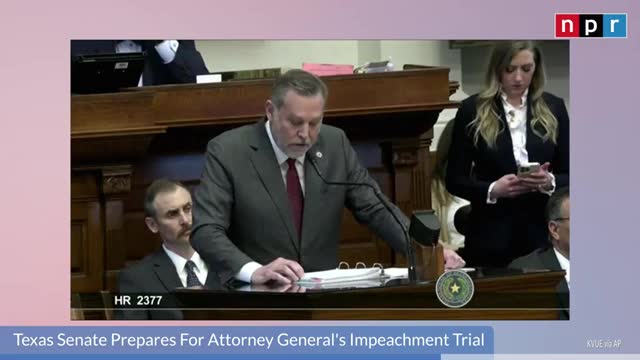 npr
HR 2377
Texas Senate Prepares For Attorney General's Impeachment Trial
KVUE via AP